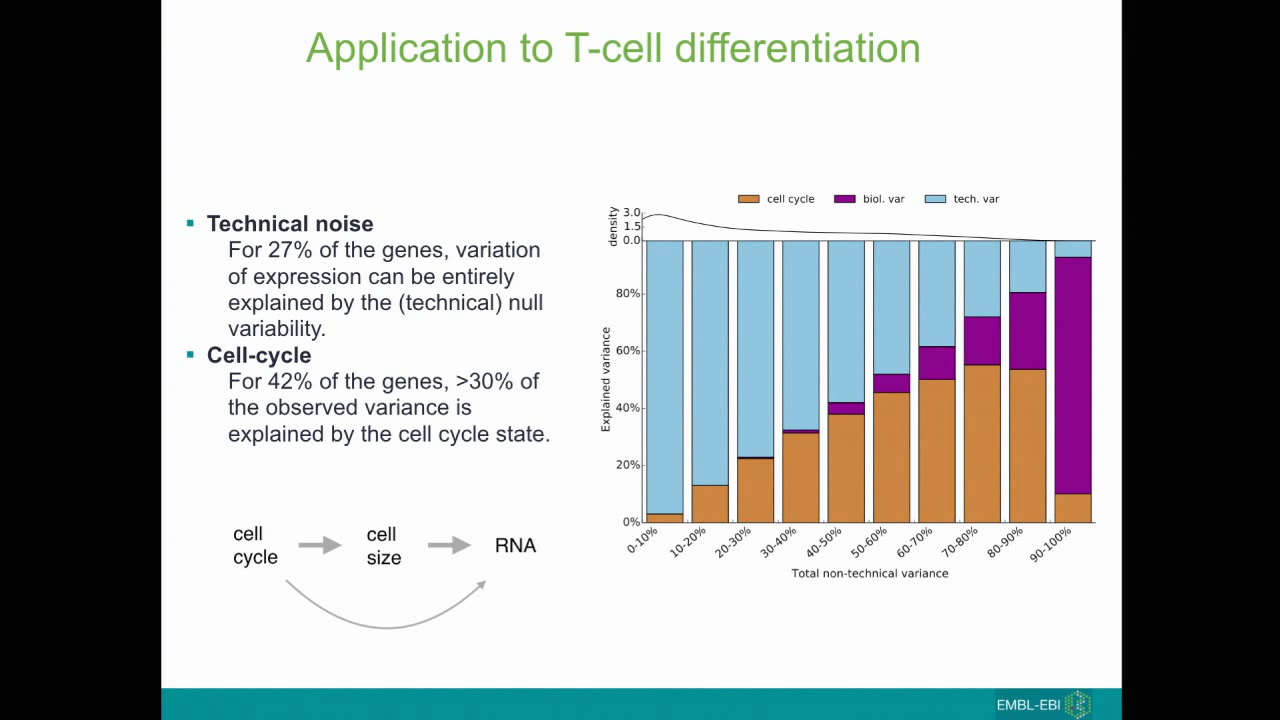 Application to T-cell differentiation
▪ Technical noise
For 27% of the genes, variation
of expression can be entirely
explained by the (technical) null
variability.
▪ Cell-cycle
For 42% of the genes, >30% of
the observed variance is
explained by the cell cycle state.
cell
cycle
cell
size
RNA
cell cycle
biol. var
tech. var
density
3.0
1.5
0.0
Explained variance
80%
60%
40%
20%
0%
0-10%
10-20%
20-30%
30-40%
40-50%
50-60%
60-70%
70-80%
80-90%
90-100%
Total non-technical variance
EMBL-EBI